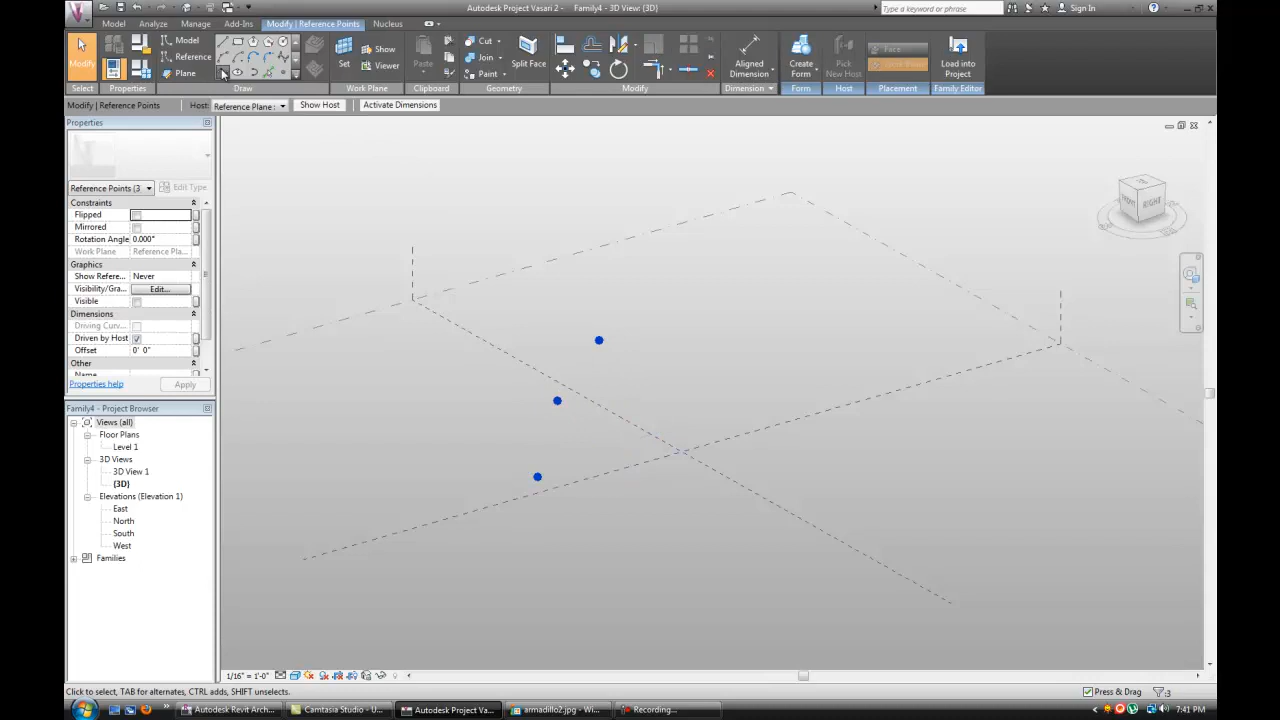 Autodesk Project Vasari 2 - Family4 - 3D View: {3D}
Type a keyword or phrase
Sign In
Model Analyze Manage Add-Ins Modify | Reference Points Nucleus
Modify
Model
Reference
Plane
Set
Show
Viewer
Paste
Cut
Join
Paint
Split Face
Aligned
Dimension
Create
Form
Face
Pick
New Host
Load into
Project
Select Properties Draw Work Plane Clipboard Geometry Modify Dimension Form Host Placement Family Editor
Modify | Reference Points Host: Reference Plane : Show Host Activate Dimensions
Properties
Reference Points (3 Edit Type
Constraints
Flipped
Mirrored
Rotation Angle 0.000°
Work Plane Reference Pla...
Graphics
Show Refere... Never
Visibility/Gra... Edit...
Visible
Dimensions
Driving Curv...
Driven by Host
Offset 0' 0"
Other
Name
Properties help Apply
Family4 - Project Browser
Views (all)
Floor Plans
Level 1
3D Views
3D View 1
{3D}
Elevations (Elevation 1)
East
North
South
West
Families
FRONT RIGHT
1/16" = 1'-0"
Click to select, TAB for alternates, CTRL adds, SHIFT unselects.
Press & Drag :3
Autodesk Revit Arch... Camtasia Studio - U... Autodesk Project Va... armadillo2.jpg - Wi... Recording... 7:41 PM